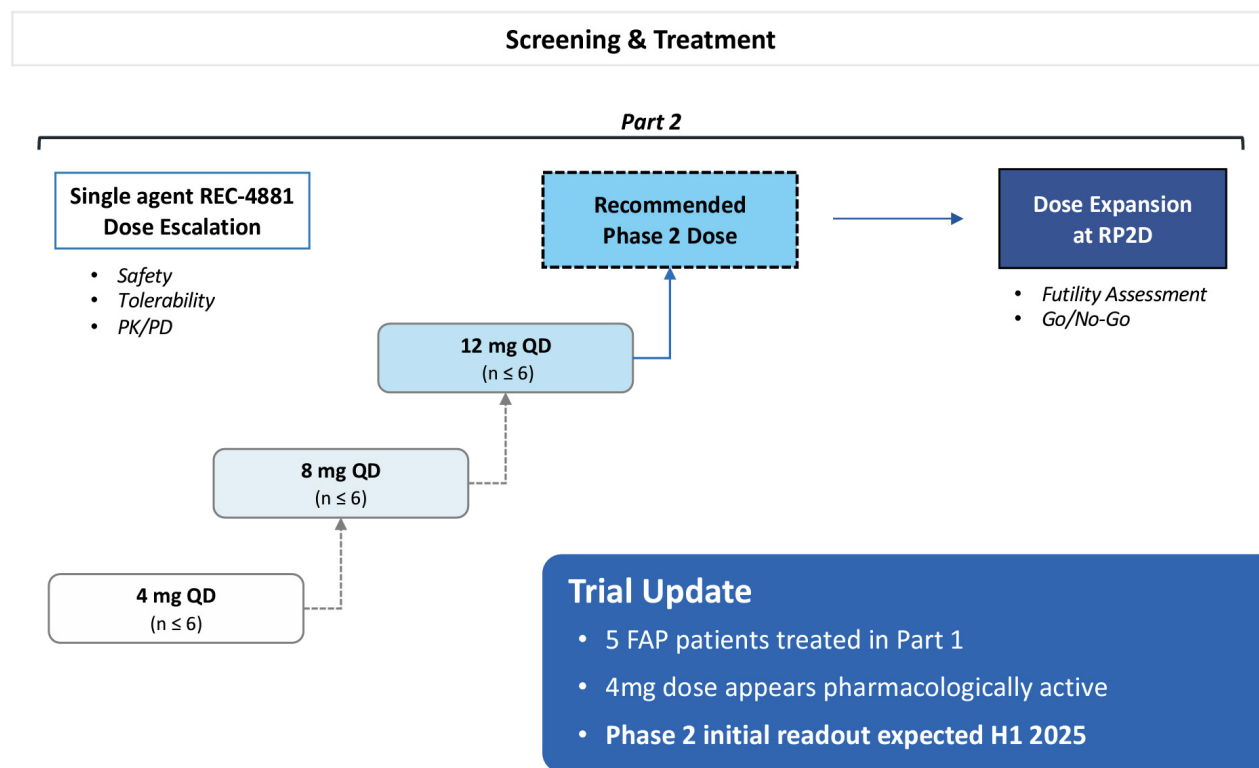 Screening & Treatment
Part 2
Single agent REC-4881
Dose Escalation
• Safety
• Tolerability
• PK/PD
Recommended
Phase 2 Dose
Dose Expansion
at RP2D
• Futility Assessment
• Go/No-Go
12 mg QD
(n ≤ 6)
8 mg QD
(n ≤ 6)
4 mg QD
(n ≤ 6)
Trial Update
• 5 FAP patients treated in Part 1
• 4mg dose appears pharmacologically active
• Phase 2 initial readout expected H1 2025